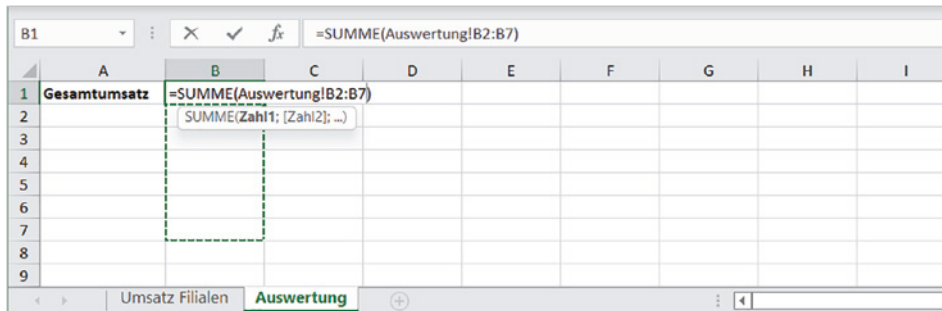 B1 fx =SUMME(Auswertung!B2:B7)
A B C D E F G H I
1 Gesamtumsatz =SUMME(Auswertung!B2:B7)
2 SUMME(Zahl1; [Zahl2]; ...)
3
4
5
6
7
8
9
Umsatz Filialen Auswertung